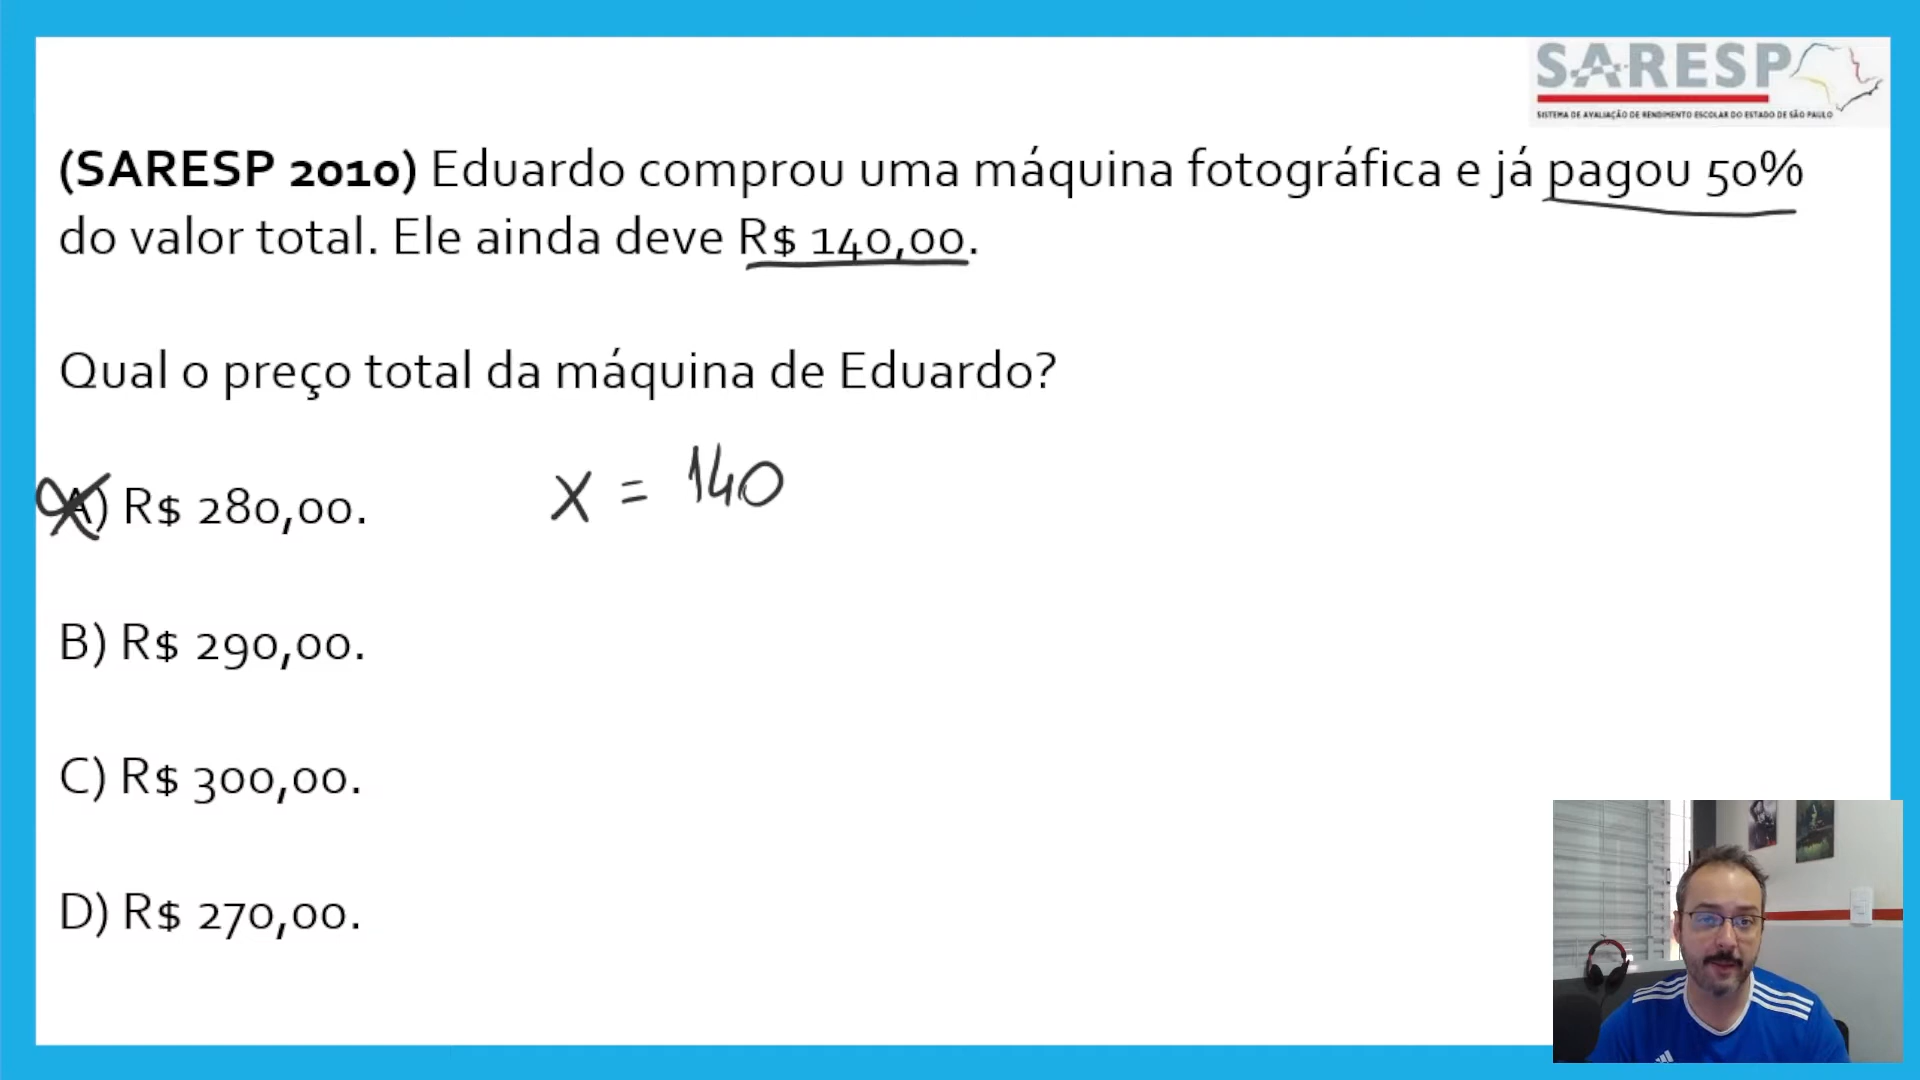 SARESP
SISTEMA DE AVALIAÇÃO DE RENDIMENTO ESCOLAR DO ESTADO DE SÃO PAULO
(SARESP 2010) Eduardo comprou uma máquina fotográfica e já pagou 50%
do valor total. Ele ainda deve R$ 140,00.
Qual o preço total da máquina de Eduardo?
A) R$ 280,00.
x = 140
B) R$ 290,00.
C) R$ 300,00.
D) R$ 270,00.